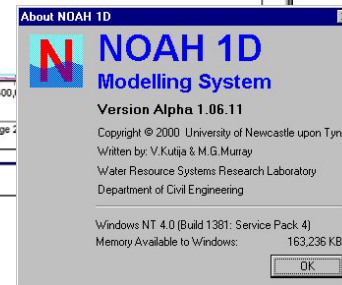 About NOAH 1D
N
NOAH 1D
Modelling System
Version Alpha 1.06.11
Copyright © 2000 University of Newcastle upon Tyn
Written by: V.Kutija & M.G.Murray
Water Resource Systems Research Laboratory
Department of Civil Engineering
Windows NT 4.0 (Build 1381: Service Pack 4)
Memory Available to Windows: 163,236 KB
OK